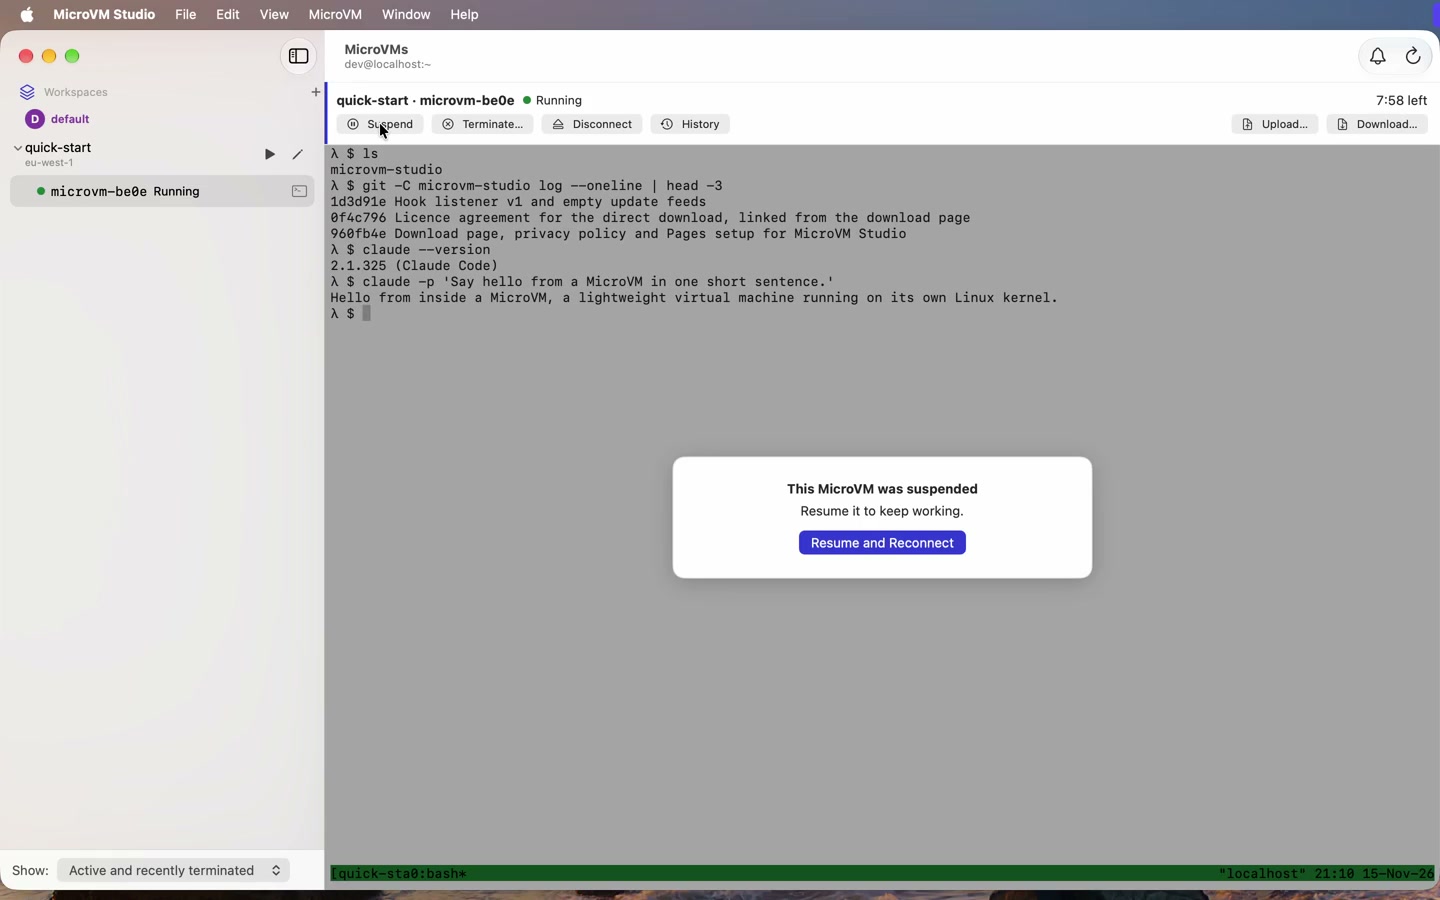 MicroVM Studio File Edit View MicroVM Window Help
MicroVMs
dev@localhost:~
Workspaces +
D default
quick-start
eu-west-1
microvm-be0e Running
quick-start · microvm-be0e Running 7:58 left
Suspend Terminate... Disconnect History Upload... Download...
λ $ ls
microvm-studio
λ $ git -C microvm-studio log --oneline | head -3
1d3d91e Hook listener v1 and empty update feeds
0f4c796 Licence agreement for the direct download, linked from the download page
960fb4e Download page, privacy policy and Pages setup for MicroVM Studio
λ $ claude --version
2.1.325 (Claude Code)
λ $ claude -p 'Say hello from a MicroVM in one short sentence.'
Hello from inside a MicroVM, a lightweight virtual machine running on its own Linux kernel.
λ $
This MicroVM was suspended
Resume it to keep working.
Resume and Reconnect
Show: Active and recently terminated
[quick-sta0:bash* "localhost" 21:10 15-Nov-26